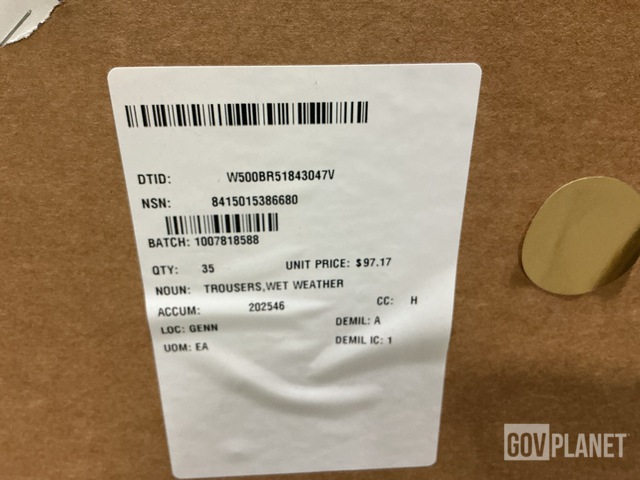 DTID: W500BR51843047V
NSN: 8415015386680
BATCH: 1007818588
QTY: 35 UNIT PRICE: $97.17
NOUN: TROUSERS,WET WEATHER
ACCUM: 202546 CC: H
LOC: GENN DEMIL: A
UOM: EA DEMIL IC: 1
GOVPLANET